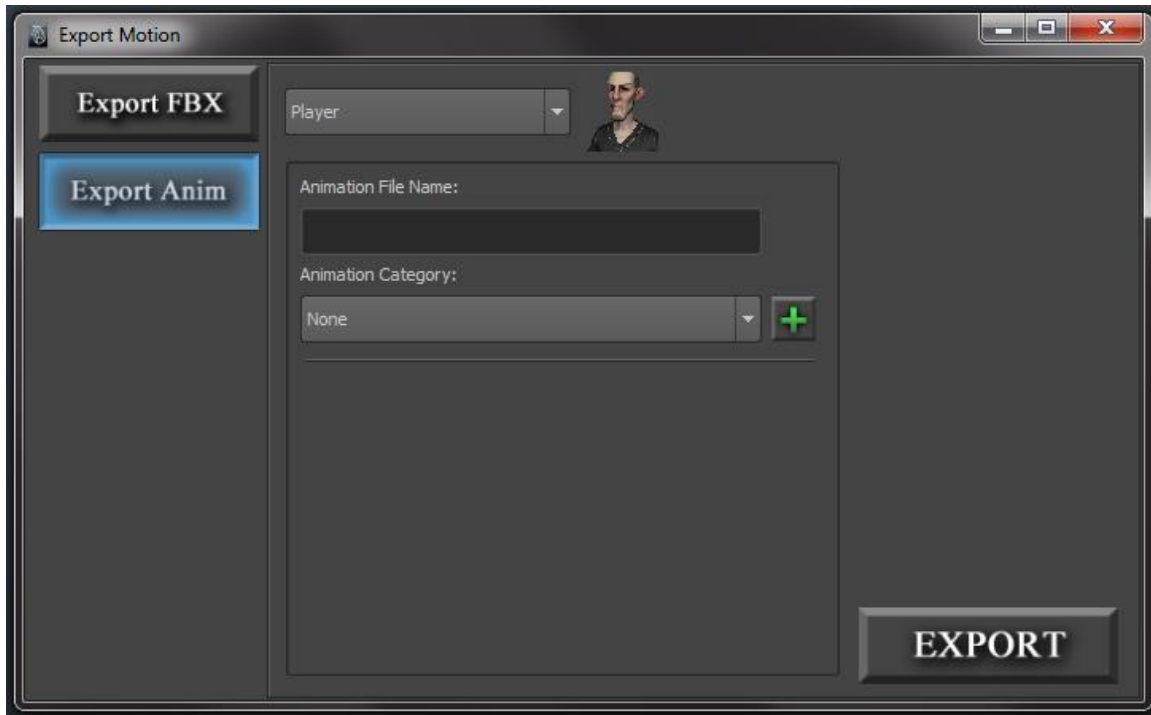 Export Motion
Export FBX
Export Anim
Player
Animation File Name:
Animation Category:
None
EXPORT